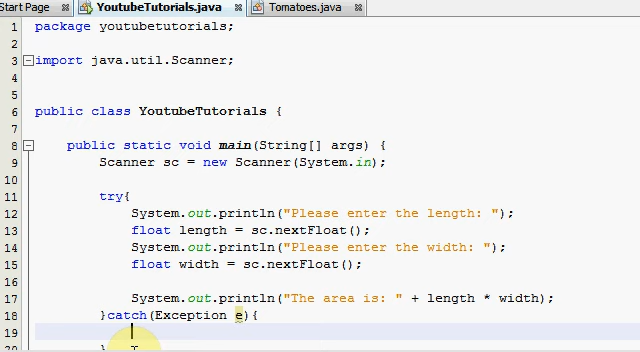 Start Page YoutubeTutorials.java Tomatoes.java
1 package youtubetutorials;
2
3 import java.util.Scanner;
4
5
6 public class YoutubeTutorials {
7
8 public static void main(String[] args) {
9 Scanner sc = new Scanner(System.in);
10
11 try{
12 System.out.println("Please enter the length: ");
13 float length = sc.nextFloat();
14 System.out.println("Please enter the width: ");
15 float width = sc.nextFloat();
16
17 System.out.println("The area is: " + length * width);
18 }catch(Exception e){
19
20 }